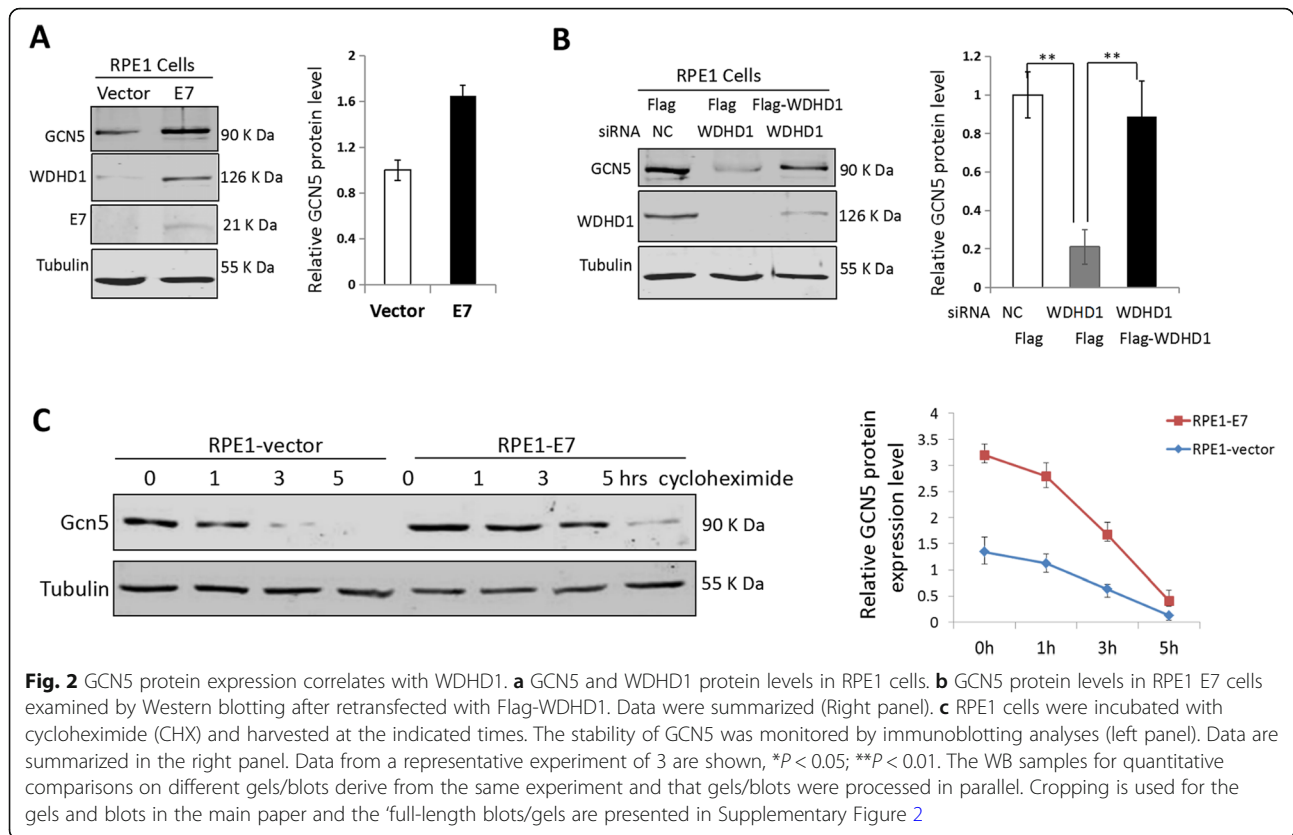 A
RPE1 Cells
Vector E7
GCN5 90 K Da
WDHD1 126 K Da
E7 21 K Da
Tubulin 55 K Da
Relative GCN5 protein level
2
1.6
1.2
0.8
0.4
0
Vector E7
B
RPE1 Cells
Flag Flag Flag-WDHD1
siRNA NC WDHD1 WDHD1
GCN5 90 K Da
WDHD1 126 K Da
Tubulin 55 K Da
Relative GCN5 protein level
** **
1.2
1
0.8
0.6
0.4
0.2
0
siRNA NC WDHD1 WDHD1
Flag Flag Flag-WDHD1
C
RPE1-vector RPE1-E7
0 1 3 5 0 1 3 5 hrs cycloheximide
Gcn5 90 K Da
Tubulin 55 K Da
Relative GCN5 protein
expression level
4
3.5
3
2.5
2
1.5
1
0.5
0
0h 1h 3h 5h
RPE1-E7
RPE1-vector
Fig. 2 GCN5 protein expression correlates with WDHD1. a GCN5 and WDHD1 protein levels in RPE1 cells. b GCN5 protein levels in RPE1 E7 cells
examined by Western blotting after retransfected with Flag-WDHD1. Data were summarized (Right panel). c RPE1 cells were incubated with
cycloheximide (CHX) and harvested at the indicated times. The stability of GCN5 was monitored by immunoblotting analyses (left panel). Data are
summarized in the right panel. Data from a representative experiment of 3 are shown, *P < 0.05; **P < 0.01. The WB samples for quantitative
comparisons on different gels/blots derive from the same experiment and that gels/blots were processed in parallel. Cropping is used for the
gels and blots in the main paper and the ‘full-length blots/gels are presented in Supplementary Figure 2